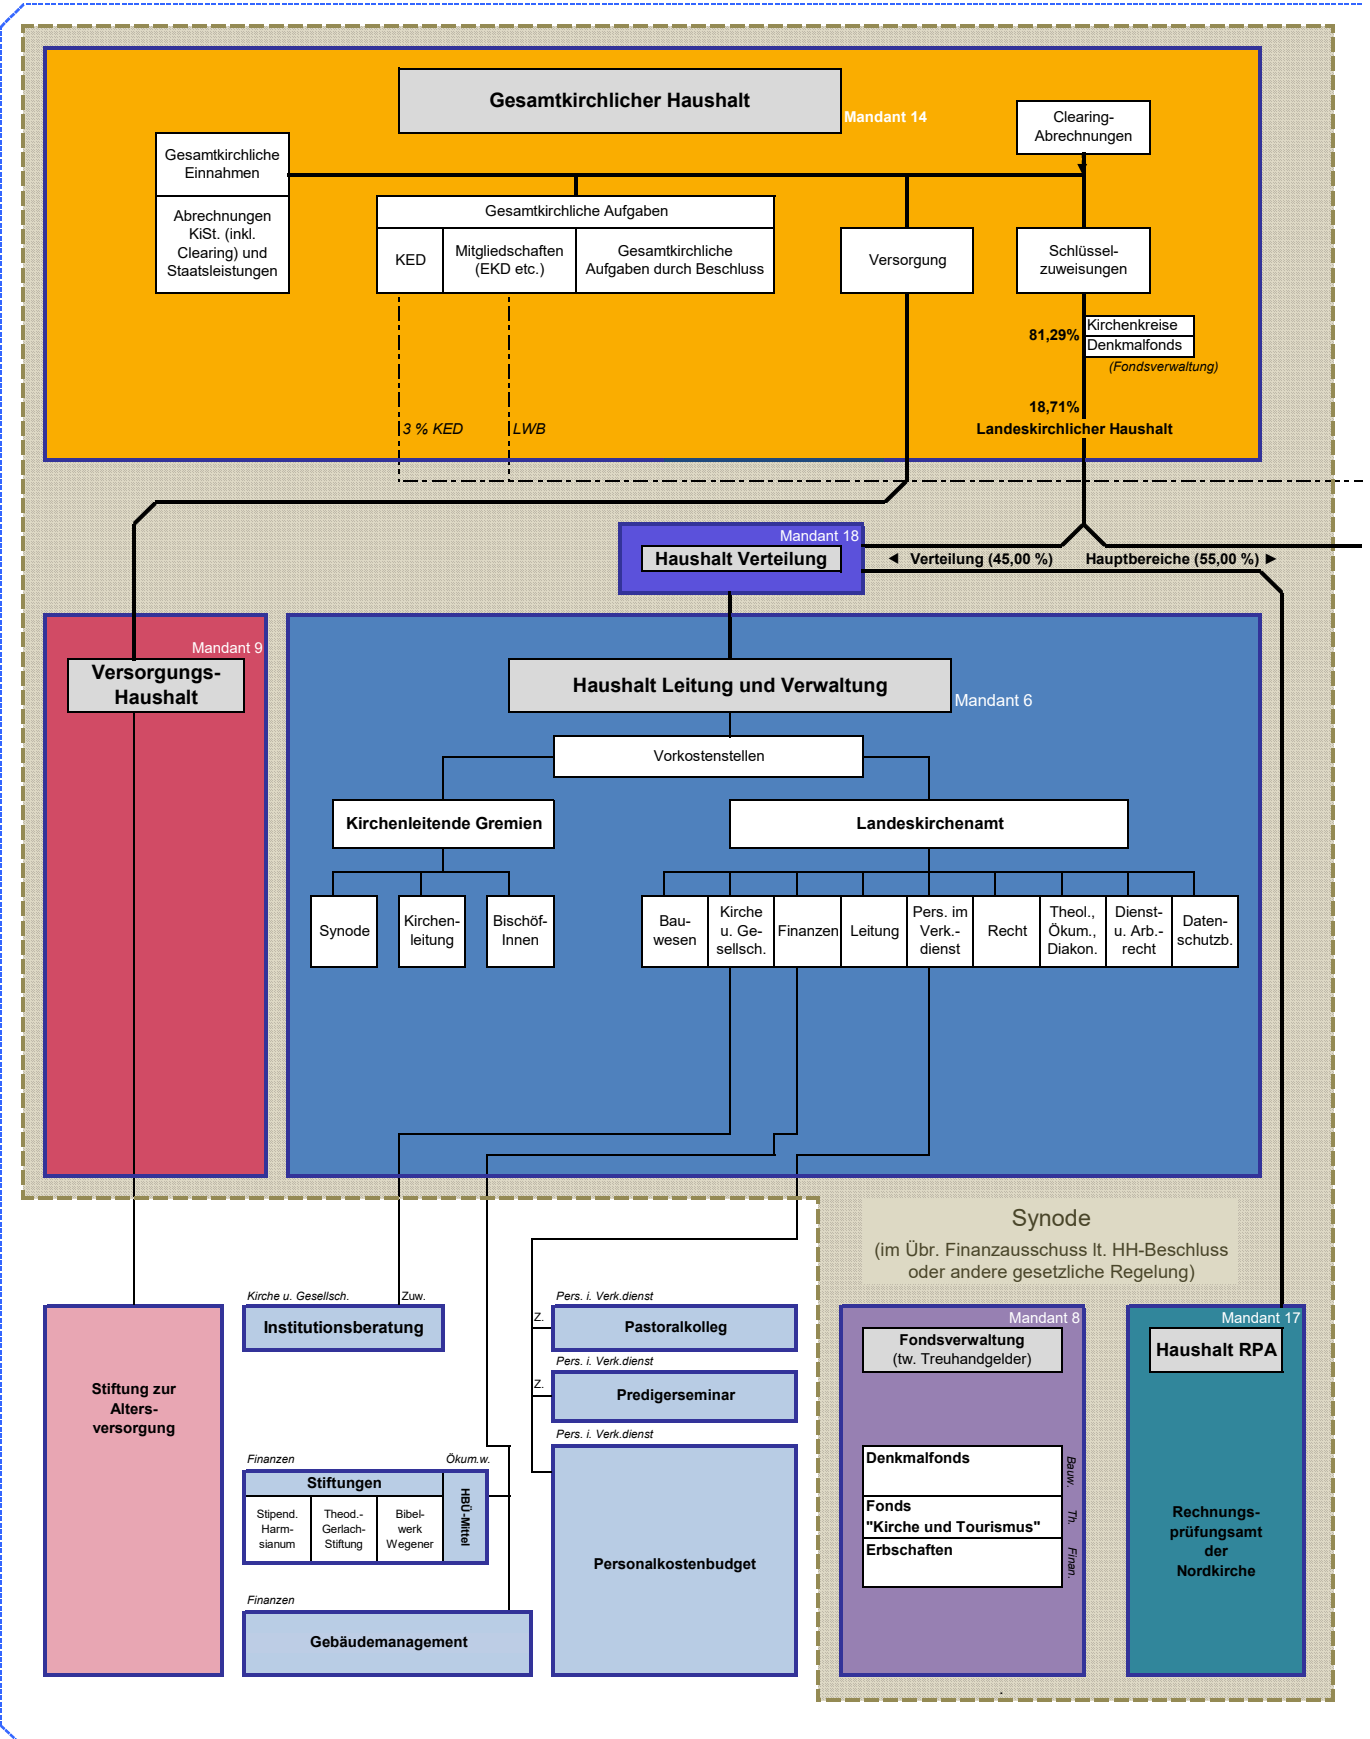 Gesamtkirchlicher Haushalt
Mandant 14
Clearing-
Abrechnungen
Gesamtkirchliche
Einnahmen
Abrechnungen
KiSt. (inkl.
Clearing) und
Staatsleistungen
Gesamtkirchliche Aufgaben
KED
Mitgliedschaften
(EKD etc.)
Gesamtkirchliche
Aufgaben durch Beschluss
Versorgung
Schlüssel-
zuweisungen
81,29%
Kirchenkreise
Denkmalfonds
(Fondsverwaltung)
18,71%
Landeskirchlicher Haushalt
3 % KED
LWB
Mandant 18
Haushalt Verteilung
◄ Verteilung (45,00 %)
Hauptbereiche (55,00 %) ►
Mandant 9
Versorgungs-
Haushalt
Haushalt Leitung und Verwaltung
Mandant 6
Vorkostenstellen
Kirchenleitende Gremien
Landeskirchenamt
Synode
Kirchen-
leitung
Bischöf-
Innen
Bau-
wesen
Kirche
u. Ge-
sellsch.
Finanzen
Leitung
Pers. im
Verk.-
dienst
Recht
Theol.,
Ökum.,
Diakon.
Dienst-
u. Arb.-
recht
Daten-
schutzb.
Synode
(im Übr. Finanzausschuss lt. HH-Beschluss
oder andere gesetzliche Regelung)
Stiftung zur
Alters-
versorgung
Kirche u. Gesellsch.
Zuw.
Institutionsberatung
Finanzen
Ökum.w.
Stiftungen
Stipend.
Harm-
sianum
Theod.-
Gerlach-
Stiftung
Bibel-
werk
Wegener
HBÜ-Mittel
Finanzen
Gebäudemanagement
Pers. i. Verk.dienst
Z.
Pastoralkolleg
Pers. i. Verk.dienst
Z.
Predigerseminar
Pers. i. Verk.dienst
Personalkostenbudget
Mandant 8
Fondsverwaltung
(tw. Treuhandgelder)
Denkmalfonds
Bauw.
Fonds
"Kirche und Tourismus"
Th.
Erbschaften
Finan.
Mandant 17
Haushalt RPA
Rechnungs-
prüfungsamt
der
Nordkirche
.